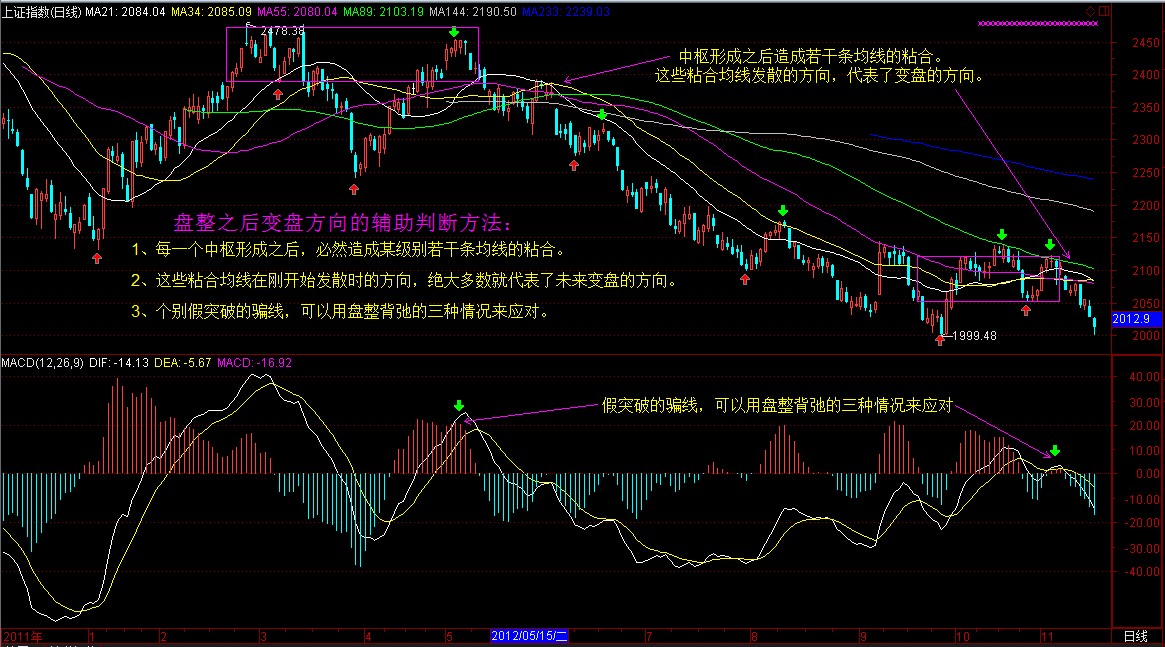 上证指数(日线) MA21: 2084.04 MA34: 2085.09 MA55: 2080.04 MA89: 2103.19 MA144: 2190.50 MA233: 2239.03
2478.38
中枢形成之后造成若干条均线的粘合。
这些粘合均线发散的方向，代表了变盘的方向。
2450
2400
2350
2300
2250
2200
2150
2100
2050
2012.9
2000
盘整之后变盘方向的辅助判断方法：
1、每一个中枢形成之后，必然造成某级别若干条均线的粘合。
2、这些粘合均线在刚开始发散时的方向，绝大多数就代表了未来变盘的方向。
3、个别假突破的骗线，可以用盘整背弛的三种情况来应对。
1999.48
MACD(12,26,9) DIF: -14.13 DEA: -5.67 MACD: -16.92
假突破的骗线，可以用盘整背弛的三种情况来应对
40.00
30.00
20.00
10.00
0.00
-10.00
-20.00
-30.00
-40.00
2011年 1 2 3 4 5 2012/05/15/二 7 8 9 10 11 日线